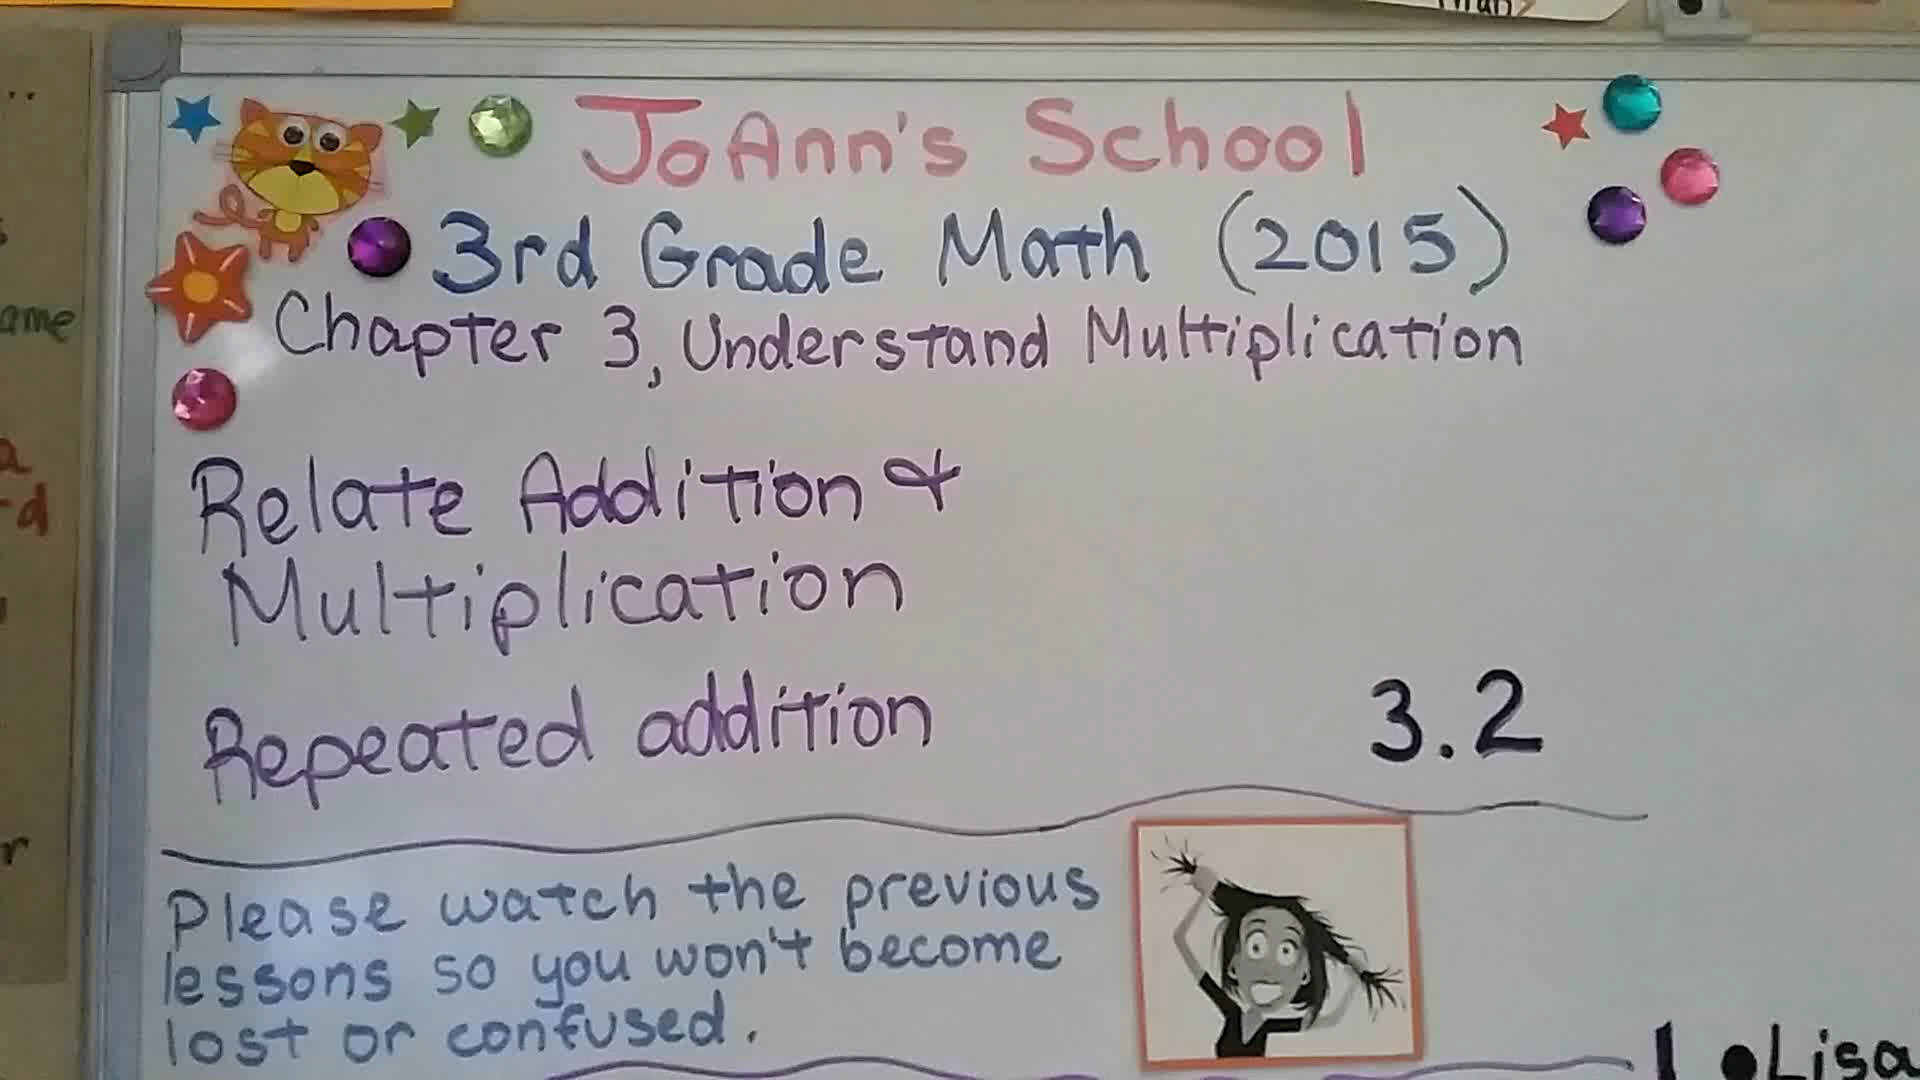 JoAnn's School
3rd Grade Math (2015)
Chapter 3, Understand Multiplication
Relate Addition &
Multiplication
Repeated addition
3.2
Please watch the previous
lessons so you won't become
lost or confused.
Lisa
ame